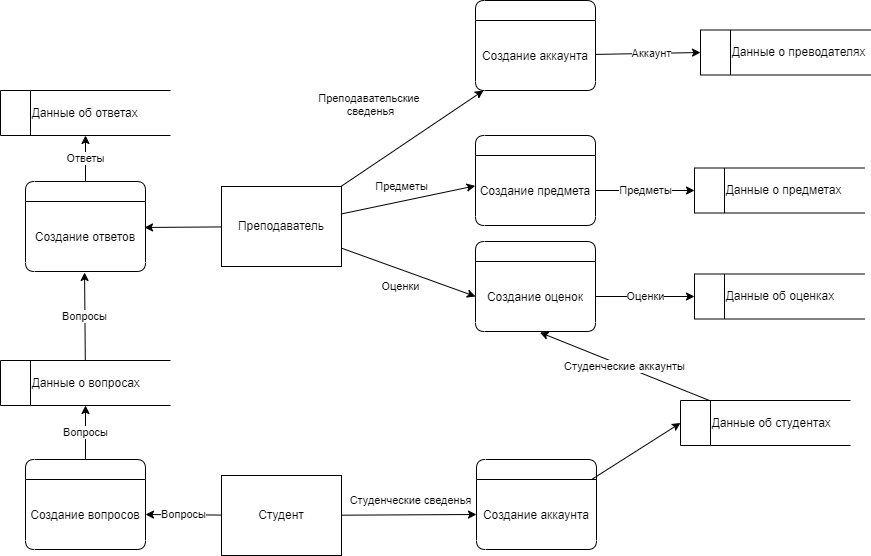 Создание аккаунта
Аккаунт
Данные о преводателях
Преподавательские
сведенья
Данные об ответах
Ответы
Создание ответов
Преподаватель
Предметы
Создание предмета
Предметы
Данные о предметах
Оценки
Создание оценок
Оценки
Данные об оценках
Вопросы
Студенческие аккаунты
Данные о вопросах
Данные об студентах
Вопросы
Создание вопросов
Вопросы
Студент
Студенческие сведенья
Создание аккаунта